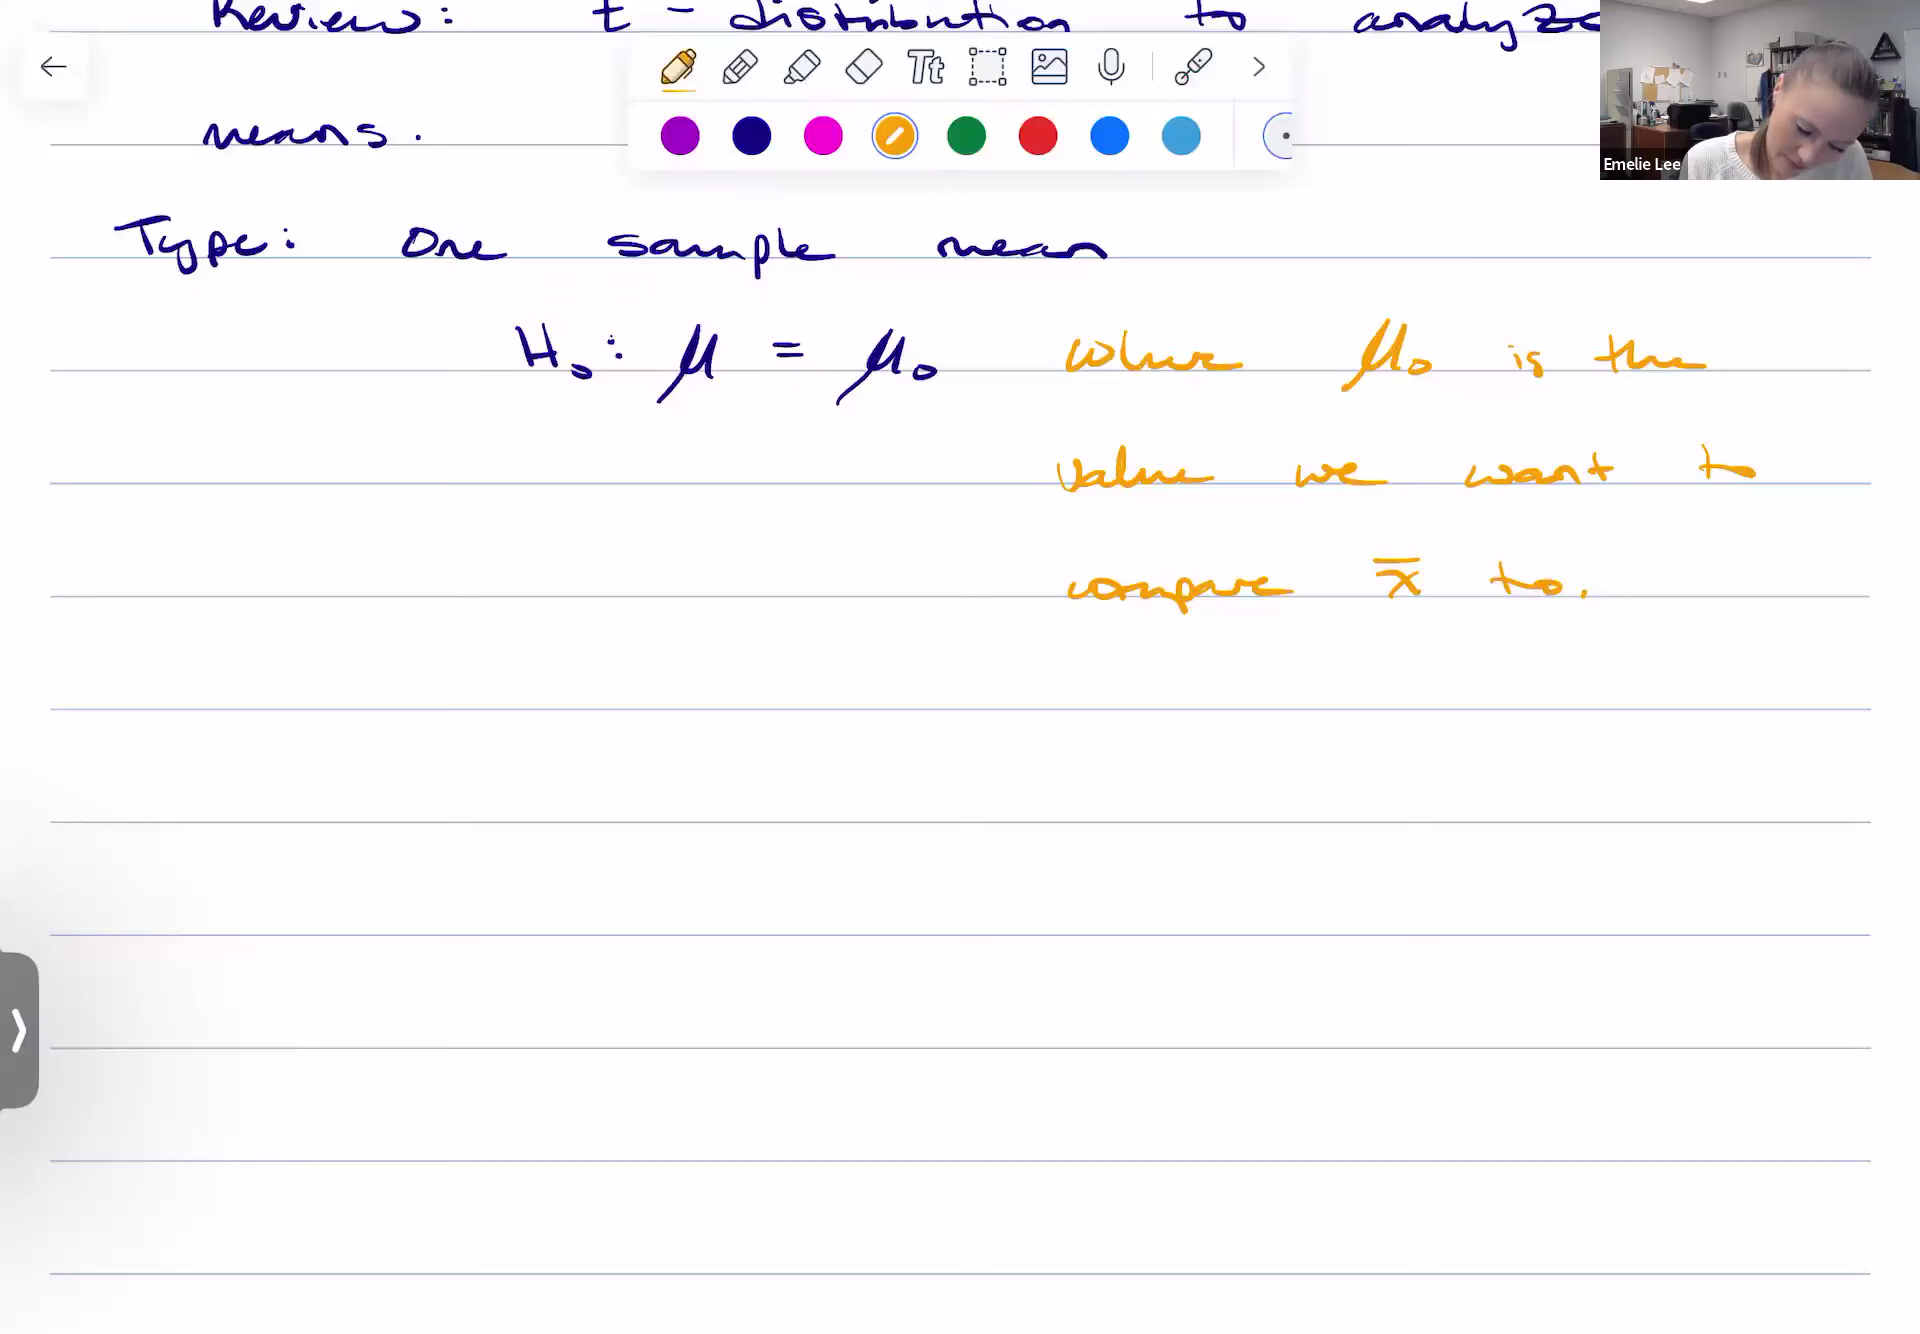 Review: t - distribution to analyze
means.
Tt
Emelie Lee
Type: One sample mean
H₀: μ = μ₀ where μ₀ is the
value we want to
compare x̄ to.